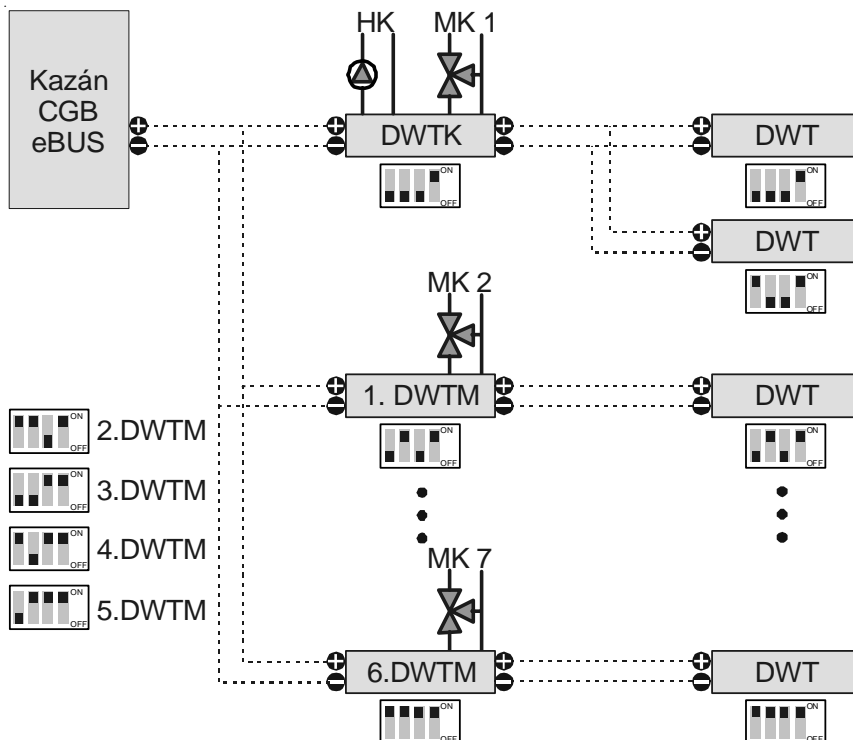 HK
MK 1
Kazán
CGB
eBUS
DWTK
DWT
ON
OFF
ON
OFF
DWT
ON
OFF
MK 2
1. DWTM
DWT
ON
OFF
ON
OFF
ON
OFF
2.DWTM
ON
OFF
3.DWTM
ON
OFF
4.DWTM
ON
OFF
5.DWTM
MK 7
6.DWTM
DWT
ON
OFF
ON
OFF